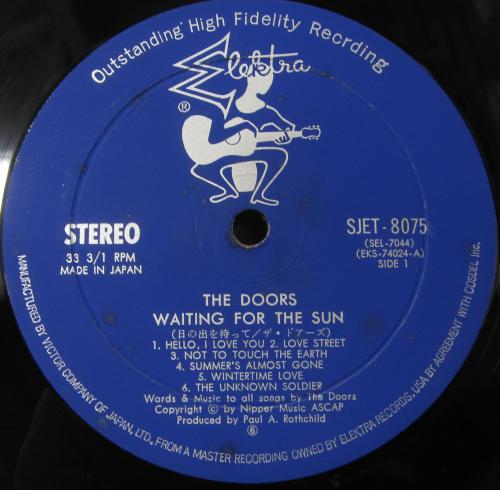 Outstanding High Fidelity Recrding
Elektra
®
STEREO
33 3/1 RPM
MADE IN JAPAN
SJET-8075
(SEL-7044)
(EKS-74024-A)
SIDE 1
THE DOORS
WAITING FOR THE SUN
(日の出を待って/ザ・ドアーズ)
1. HELLO, I LOVE YOU 2. LOVE STREET
3. NOT TO TOUCH THE EARTH
4. SUMMER'S ALMOST GONE
5. WINTERTIME LOVE
6. THE UNKNOWN SOLDIER
Words & Music to all songs by The Doors
Copyright © by Nipper Music ASCAP
Produced by Paul A. Rothchild
⑥
MANUFACTURED BY VICTOR COMPANY OF JAPAN, LTD., FROM A MASTER RECORDING OWNED BY ELEKTRA RECORDS, USA BY AGREEMENT WITH COSDEL Inc.